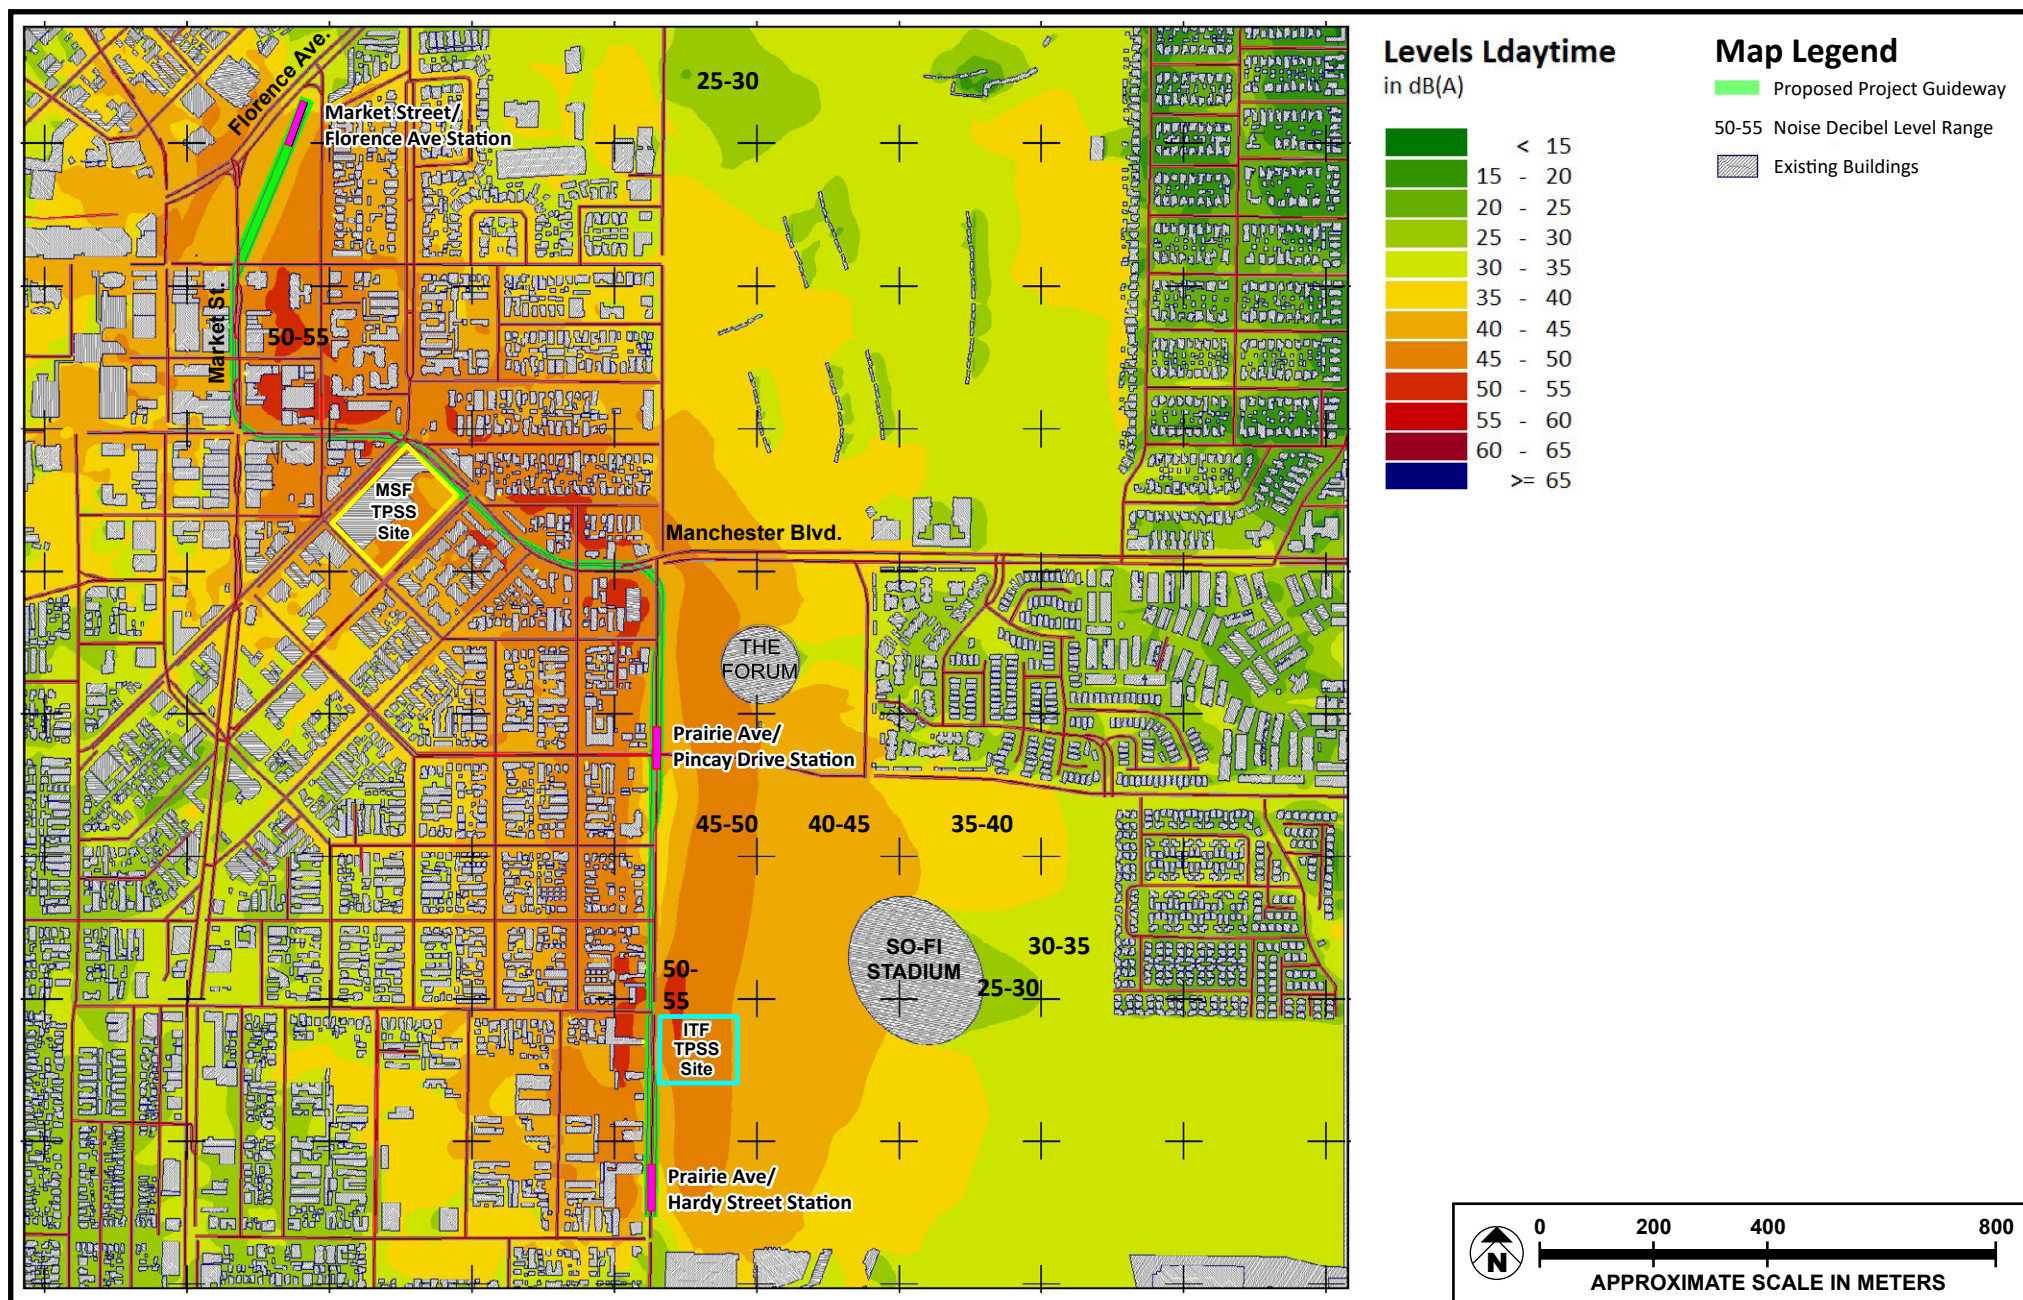 Florence Ave.
Market Street/
Florence Ave Station
25-30
Market St.
50-55
MSF
TPSS
Site
Manchester Blvd.
THE
FORUM
Prairie Ave/
Pincay Drive Station
45-50
40-45
35-40
SO-FI
STADIUM
30-35
25-30
50-
55
ITF
TPSS
Site
Prairie Ave/
Hardy Street Station
Levels Ldaytime
in dB(A)
< 15
15 - 20
20 - 25
25 - 30
30 - 35
35 - 40
40 - 45
45 - 50
50 - 55
55 - 60
60 - 65
>= 65
Map Legend
Proposed Project Guideway
50-55 Noise Decibel Level Range
Existing Buildings
N
0 200 400 800
APPROXIMATE SCALE IN METERS